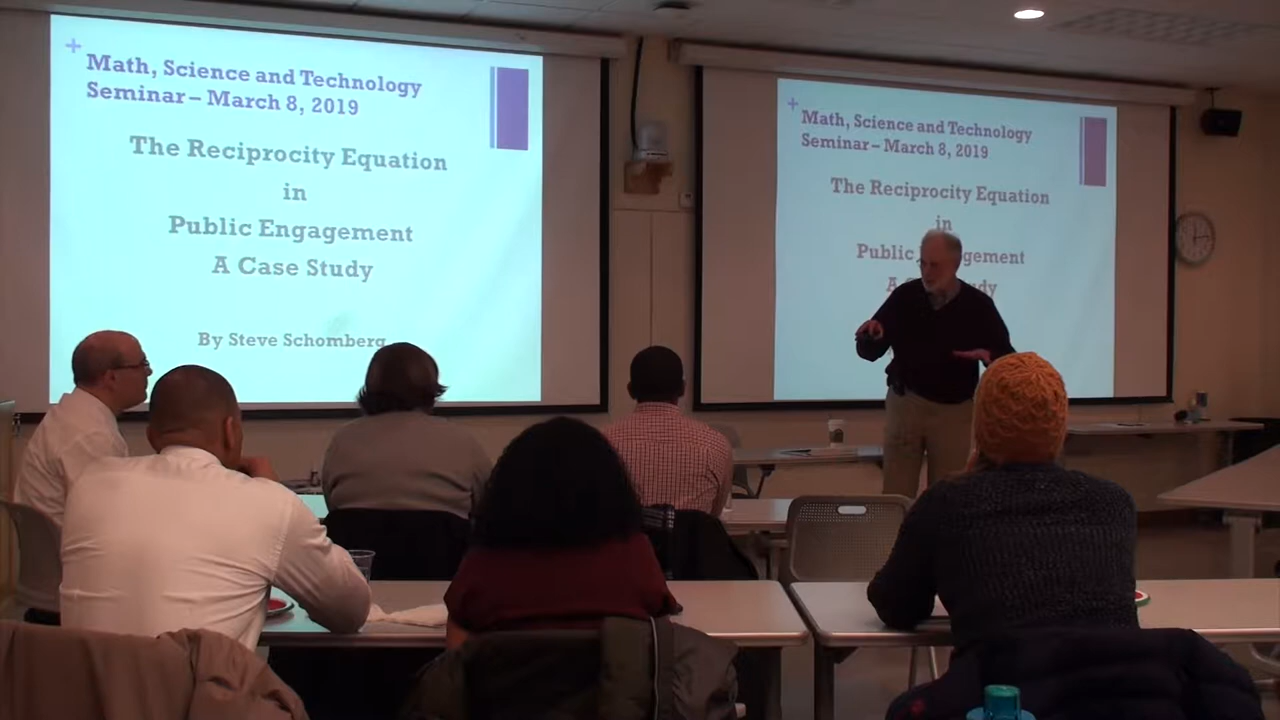 Math, Science and Technology
Seminar – March 8, 2019
The Reciprocity Equation
in
Public Engagement
A Case Study
By Steve Schomberg
Math, Science and Technology
Seminar – March 8, 2019
The Reciprocity Equation
in
Public